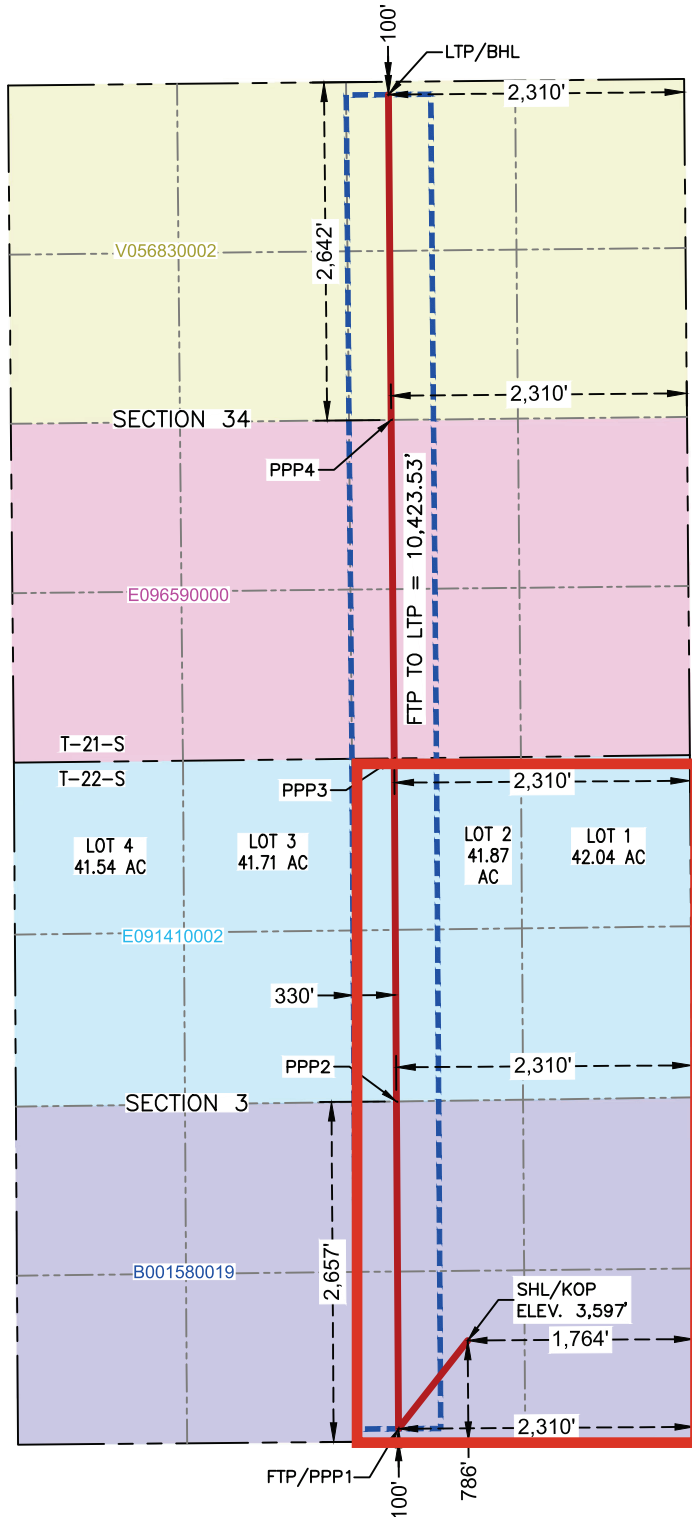 100'
LTP/BHL
2,310'
V056830002
2,642'
2,310'
SECTION 34
PPP4
FTP TO LTP = 10,423.53'
E096590000
T-21-S
T-22-S
PPP3
2,310'
LOT 4
41.54 AC
LOT 3
41.71 AC
LOT 2
41.87
AC
LOT 1
42.04 AC
E091410002
330'
PPP2
2,310'
SECTION 3
2,657'
B001580019
SHL/KOP
ELEV. 3,597'
1,764'
2,310'
FTP/PPP1
100'
786'